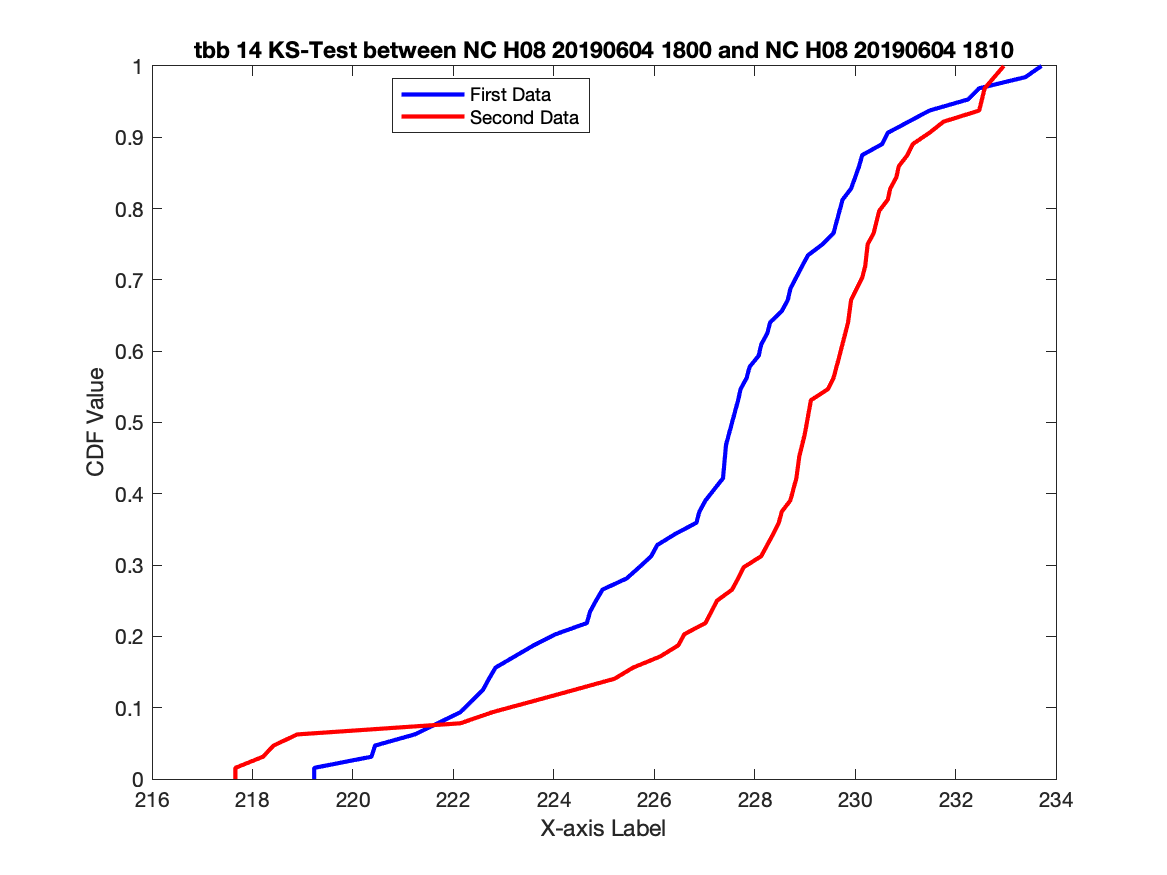 tbb 14 KS-Test between NC H08 20190604 1800 and NC H08 20190604 1810
First Data
Second Data
1
0.9
0.8
0.7
0.6
0.5
0.4
0.3
0.2
0.1
0
CDF Value
216 218 220 222 224 226 228 230 232 234
X-axis Label